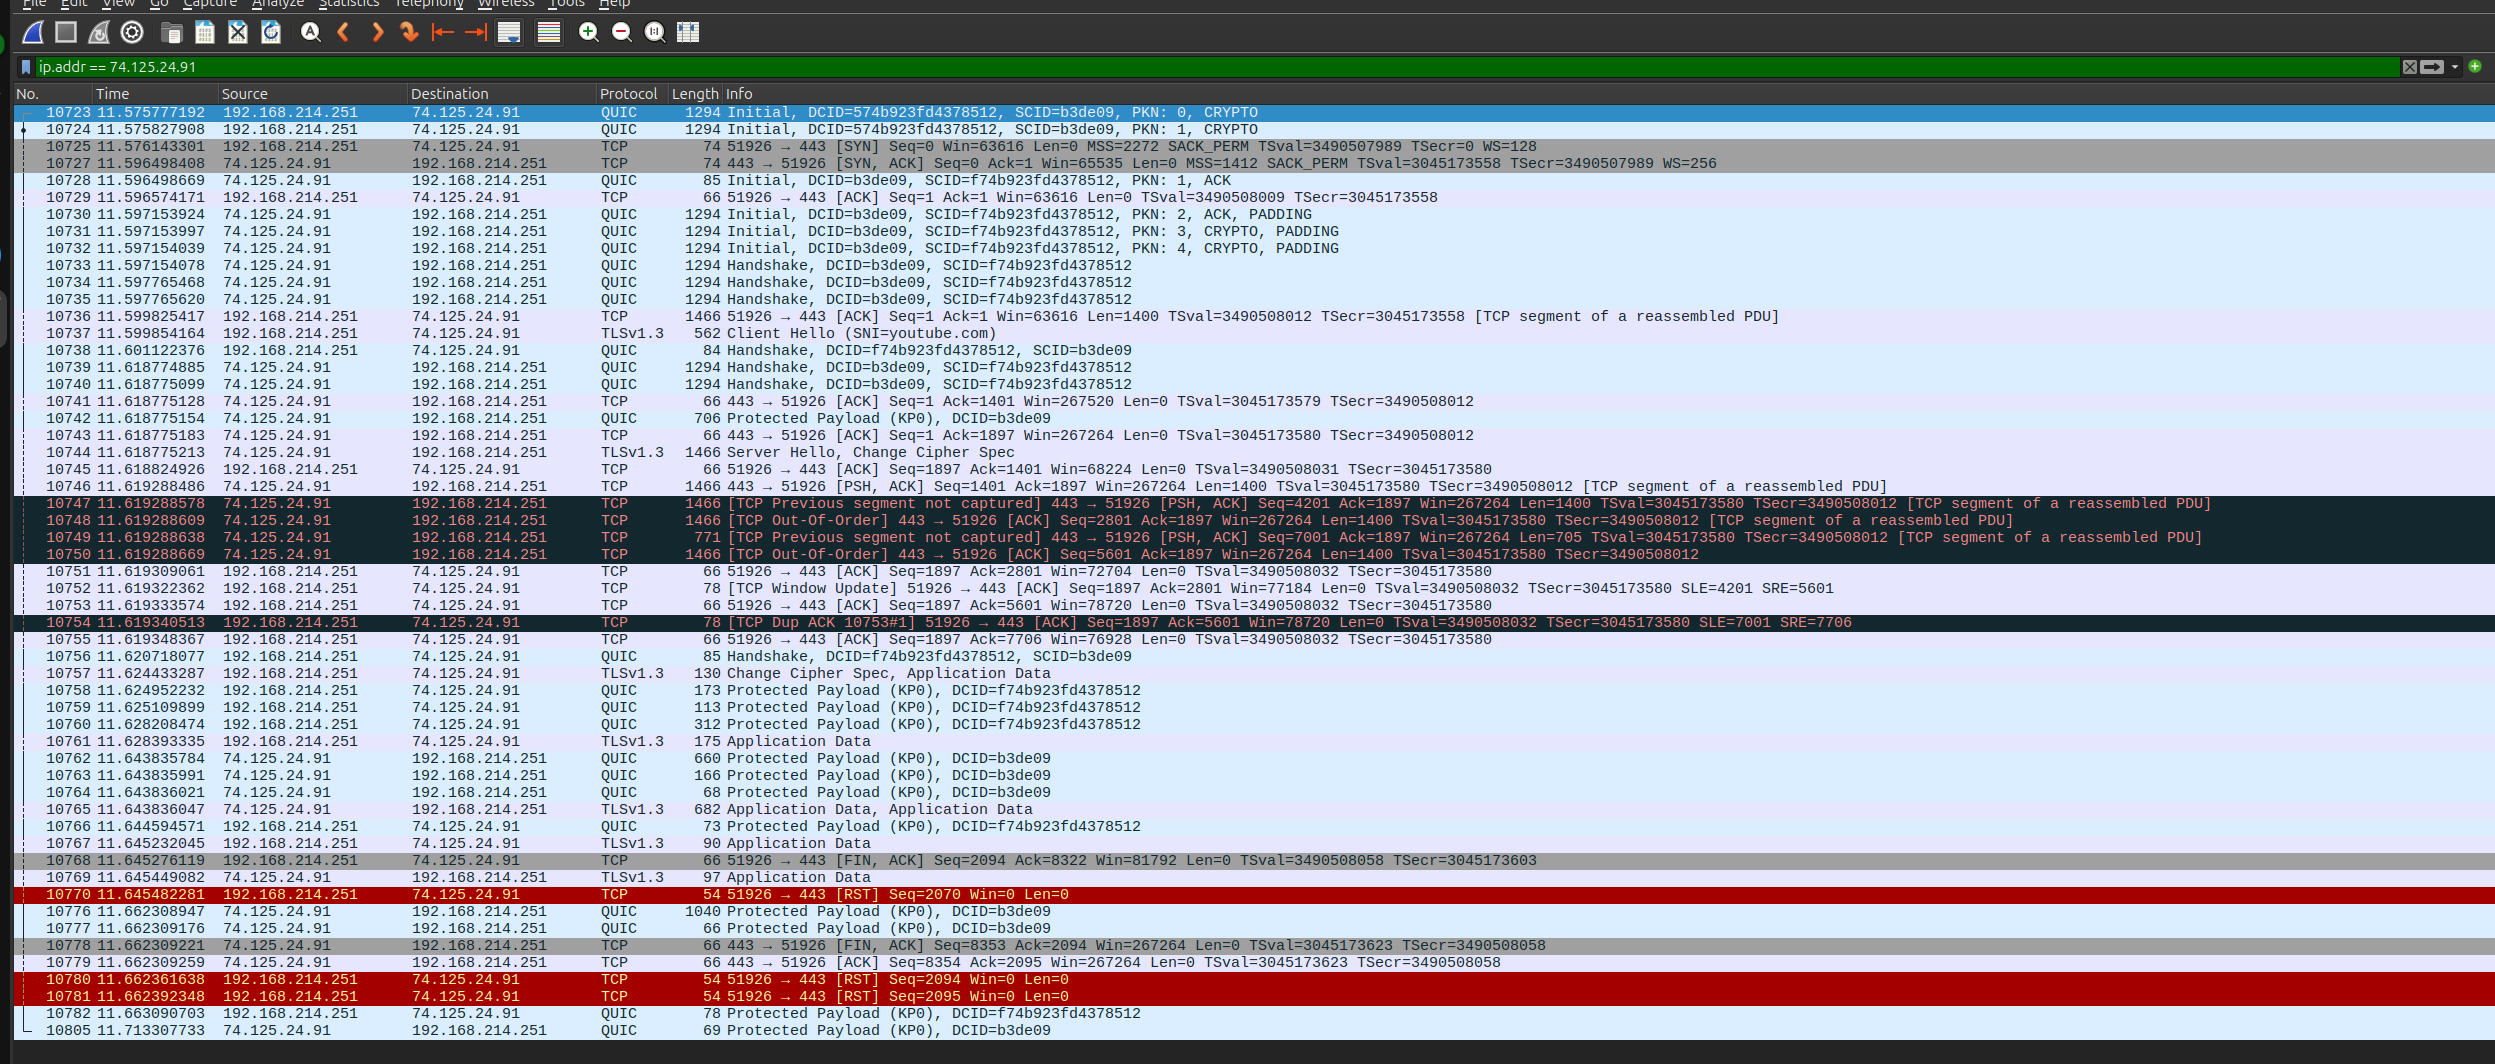 File Edit View Go Capture Analyze Statistics Telephony Wireless Tools Help
ip.addr == 74.125.24.91
No. Time Source Destination Protocol Length Info
10723 11.575777192 192.168.214.251 74.125.24.91 QUIC 1294 Initial, DCID=574b923fd4378512, SCID=b3de09, PKN: 0, CRYPTO
10724 11.575827908 192.168.214.251 74.125.24.91 QUIC 1294 Initial, DCID=574b923fd4378512, SCID=b3de09, PKN: 1, CRYPTO
10725 11.576143301 192.168.214.251 74.125.24.91 TCP 74 51926 → 443 [SYN] Seq=0 Win=63616 Len=0 MSS=2272 SACK_PERM TSval=3490507989 TSecr=0 WS=128
10727 11.596498408 74.125.24.91 192.168.214.251 TCP 74 443 → 51926 [SYN, ACK] Seq=0 Ack=1 Win=65535 Len=0 MSS=1412 SACK_PERM TSval=3045173558 TSecr=3490507989 WS=256
10728 11.596498669 74.125.24.91 192.168.214.251 QUIC 85 Initial, DCID=b3de09, SCID=f74b923fd4378512, PKN: 1, ACK
10729 11.596574171 192.168.214.251 74.125.24.91 TCP 66 51926 → 443 [ACK] Seq=1 Ack=1 Win=63616 Len=0 TSval=3490508009 TSecr=3045173558
10730 11.597153924 74.125.24.91 192.168.214.251 QUIC 1294 Initial, DCID=b3de09, SCID=f74b923fd4378512, PKN: 2, ACK, PADDING
10731 11.597153997 74.125.24.91 192.168.214.251 QUIC 1294 Initial, DCID=b3de09, SCID=f74b923fd4378512, PKN: 3, CRYPTO, PADDING
10732 11.597154039 74.125.24.91 192.168.214.251 QUIC 1294 Initial, DCID=b3de09, SCID=f74b923fd4378512, PKN: 4, CRYPTO, PADDING
10733 11.597154078 74.125.24.91 192.168.214.251 QUIC 1294 Handshake, DCID=b3de09, SCID=f74b923fd4378512
10734 11.597765468 74.125.24.91 192.168.214.251 QUIC 1294 Handshake, DCID=b3de09, SCID=f74b923fd4378512
10735 11.597765620 74.125.24.91 192.168.214.251 QUIC 1294 Handshake, DCID=b3de09, SCID=f74b923fd4378512
10736 11.599825417 192.168.214.251 74.125.24.91 TCP 1466 51926 → 443 [ACK] Seq=1 Ack=1 Win=63616 Len=1400 TSval=3490508012 TSecr=3045173558 [TCP segment of a reassembled PDU]
10737 11.599854164 192.168.214.251 74.125.24.91 TLSv1.3 562 Client Hello (SNI=youtube.com)
10738 11.601122376 192.168.214.251 74.125.24.91 QUIC 84 Handshake, DCID=f74b923fd4378512, SCID=b3de09
10739 11.618774885 74.125.24.91 192.168.214.251 QUIC 1294 Handshake, DCID=b3de09, SCID=f74b923fd4378512
10740 11.618775099 74.125.24.91 192.168.214.251 QUIC 1294 Handshake, DCID=b3de09, SCID=f74b923fd4378512
10741 11.618775128 74.125.24.91 192.168.214.251 TCP 66 443 → 51926 [ACK] Seq=1 Ack=1401 Win=267520 Len=0 TSval=3045173579 TSecr=3490508012
10742 11.618775154 74.125.24.91 192.168.214.251 QUIC 706 Protected Payload (KP0), DCID=b3de09
10743 11.618775183 74.125.24.91 192.168.214.251 TCP 66 443 → 51926 [ACK] Seq=1 Ack=1897 Win=267264 Len=0 TSval=3045173580 TSecr=3490508012
10744 11.618775213 74.125.24.91 192.168.214.251 TLSv1.3 1466 Server Hello, Change Cipher Spec
10745 11.618824926 192.168.214.251 74.125.24.91 TCP 66 51926 → 443 [ACK] Seq=1897 Ack=1401 Win=68224 Len=0 TSval=3490508031 TSecr=3045173580
10746 11.619288486 74.125.24.91 192.168.214.251 TCP 1466 443 → 51926 [PSH, ACK] Seq=1401 Ack=1897 Win=267264 Len=1400 TSval=3045173580 TSecr=3490508012 [TCP segment of a reassembled PDU]
10747 11.619288578 74.125.24.91 192.168.214.251 TCP 1466 [TCP Previous segment not captured] 443 → 51926 [PSH, ACK] Seq=4201 Ack=1897 Win=267264 Len=1400 TSval=3045173580 TSecr=3490508012 [TCP segment of a reassembled PDU]
10748 11.619288609 74.125.24.91 192.168.214.251 TCP 1466 [TCP Out-Of-Order] 443 → 51926 [ACK] Seq=2801 Ack=1897 Win=267264 Len=1400 TSval=3045173580 TSecr=3490508012 [TCP segment of a reassembled PDU]
10749 11.619288638 74.125.24.91 192.168.214.251 TCP 771 [TCP Previous segment not captured] 443 → 51926 [PSH, ACK] Seq=7001 Ack=1897 Win=267264 Len=705 TSval=3045173580 TSecr=3490508012 [TCP segment of a reassembled PDU]
10750 11.619288669 74.125.24.91 192.168.214.251 TCP 1466 [TCP Out-Of-Order] 443 → 51926 [ACK] Seq=5601 Ack=1897 Win=267264 Len=1400 TSval=3045173580 TSecr=3490508012
10751 11.619309061 192.168.214.251 74.125.24.91 TCP 66 51926 → 443 [ACK] Seq=1897 Ack=2801 Win=72704 Len=0 TSval=3490508032 TSecr=3045173580
10752 11.619322362 192.168.214.251 74.125.24.91 TCP 78 [TCP Window Update] 51926 → 443 [ACK] Seq=1897 Ack=2801 Win=77184 Len=0 TSval=3490508032 TSecr=3045173580 SLE=4201 SRE=5601
10753 11.619333574 192.168.214.251 74.125.24.91 TCP 66 51926 → 443 [ACK] Seq=1897 Ack=5601 Win=78720 Len=0 TSval=3490508032 TSecr=3045173580
10754 11.619340513 192.168.214.251 74.125.24.91 TCP 78 [TCP Dup ACK 10753#1] 51926 → 443 [ACK] Seq=1897 Ack=5601 Win=78720 Len=0 TSval=3490508032 TSecr=3045173580 SLE=7001 SRE=7706
10755 11.619348367 192.168.214.251 74.125.24.91 TCP 66 51926 → 443 [ACK] Seq=1897 Ack=7706 Win=76928 Len=0 TSval=3490508032 TSecr=3045173580
10756 11.620718077 192.168.214.251 74.125.24.91 QUIC 85 Handshake, DCID=f74b923fd4378512, SCID=b3de09
10757 11.624433287 192.168.214.251 74.125.24.91 TLSv1.3 130 Change Cipher Spec, Application Data
10758 11.624952232 192.168.214.251 74.125.24.91 QUIC 173 Protected Payload (KP0), DCID=f74b923fd4378512
10759 11.625109899 192.168.214.251 74.125.24.91 QUIC 113 Protected Payload (KP0), DCID=f74b923fd4378512
10760 11.628208474 192.168.214.251 74.125.24.91 QUIC 312 Protected Payload (KP0), DCID=f74b923fd4378512
10761 11.628393335 192.168.214.251 74.125.24.91 TLSv1.3 175 Application Data
10762 11.643835784 74.125.24.91 192.168.214.251 QUIC 660 Protected Payload (KP0), DCID=b3de09
10763 11.643835991 74.125.24.91 192.168.214.251 QUIC 166 Protected Payload (KP0), DCID=b3de09
10764 11.643836021 74.125.24.91 192.168.214.251 QUIC 68 Protected Payload (KP0), DCID=b3de09
10765 11.643836047 74.125.24.91 192.168.214.251 TLSv1.3 682 Application Data, Application Data
10766 11.644594571 192.168.214.251 74.125.24.91 QUIC 73 Protected Payload (KP0), DCID=f74b923fd4378512
10767 11.645232045 192.168.214.251 74.125.24.91 TLSv1.3 90 Application Data
10768 11.645276119 192.168.214.251 74.125.24.91 TCP 66 51926 → 443 [FIN, ACK] Seq=2094 Ack=8322 Win=81792 Len=0 TSval=3490508058 TSecr=3045173603
10769 11.645449082 74.125.24.91 192.168.214.251 TLSv1.3 97 Application Data
10770 11.645482281 192.168.214.251 74.125.24.91 TCP 54 51926 → 443 [RST] Seq=2070 Win=0 Len=0
10776 11.662308947 74.125.24.91 192.168.214.251 QUIC 1040 Protected Payload (KP0), DCID=b3de09
10777 11.662309176 74.125.24.91 192.168.214.251 QUIC 66 Protected Payload (KP0), DCID=b3de09
10778 11.662309221 74.125.24.91 192.168.214.251 TCP 66 443 → 51926 [FIN, ACK] Seq=8353 Ack=2094 Win=267264 Len=0 TSval=3045173623 TSecr=3490508058
10779 11.662309259 74.125.24.91 192.168.214.251 TCP 66 443 → 51926 [ACK] Seq=8354 Ack=2095 Win=267264 Len=0 TSval=3045173623 TSecr=3490508058
10780 11.662361638 192.168.214.251 74.125.24.91 TCP 54 51926 → 443 [RST] Seq=2094 Win=0 Len=0
10781 11.662392348 192.168.214.251 74.125.24.91 TCP 54 51926 → 443 [RST] Seq=2095 Win=0 Len=0
10782 11.663090703 192.168.214.251 74.125.24.91 QUIC 78 Protected Payload (KP0), DCID=f74b923fd4378512
10805 11.713307733 74.125.24.91 192.168.214.251 QUIC 69 Protected Payload (KP0), DCID=b3de09